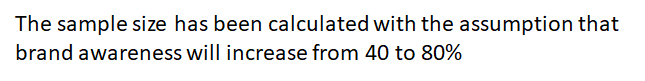 The sample size has been calculated with the assumption that
brand awareness will increase from 40 to 80%